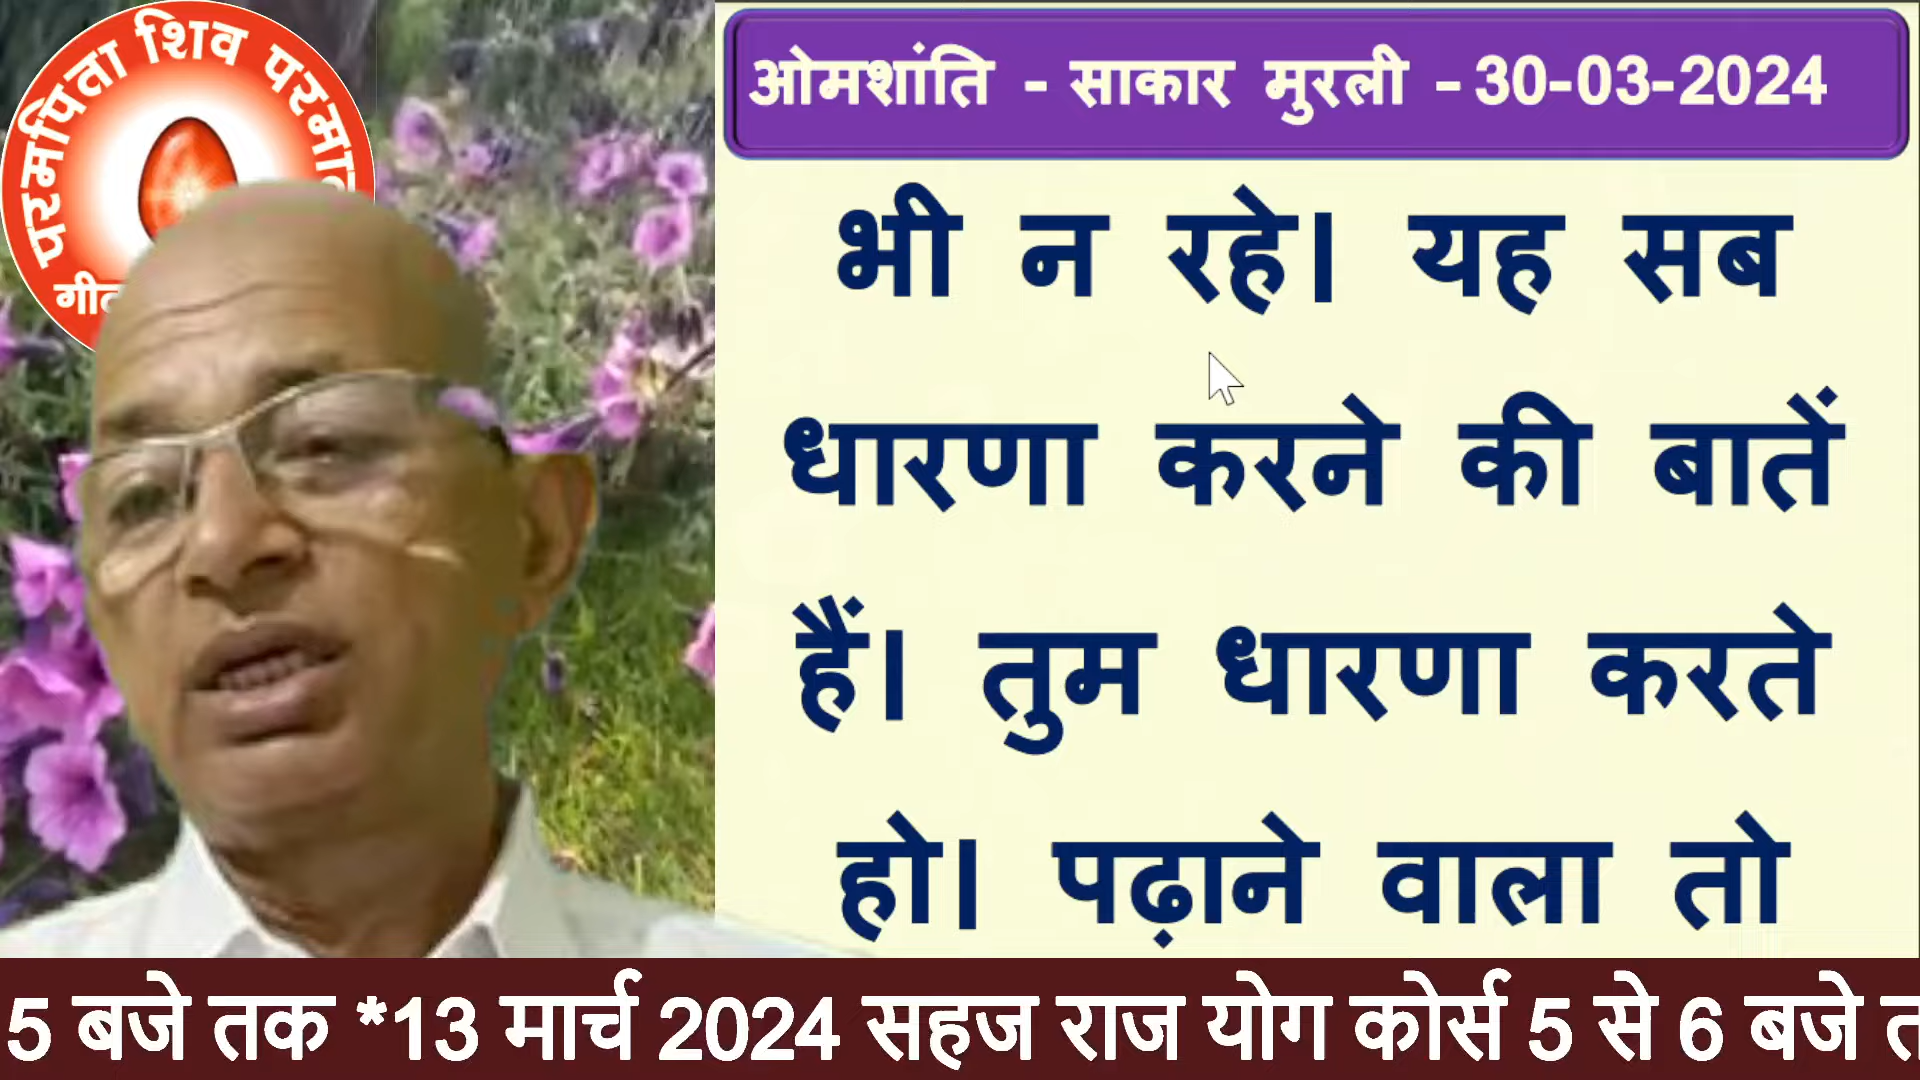 परमपिता शिव
ओमशांति - साकार मुरली - 30-03-2024
भी न रहे। यह सब
धारणा करने की बातें
हैं। तुम धारणा करते
हो। पढ़ाने वाला तो
5 बजे तक *13 मार्च 2024 सहज राज योग कोर्स 5 से 6 बजे